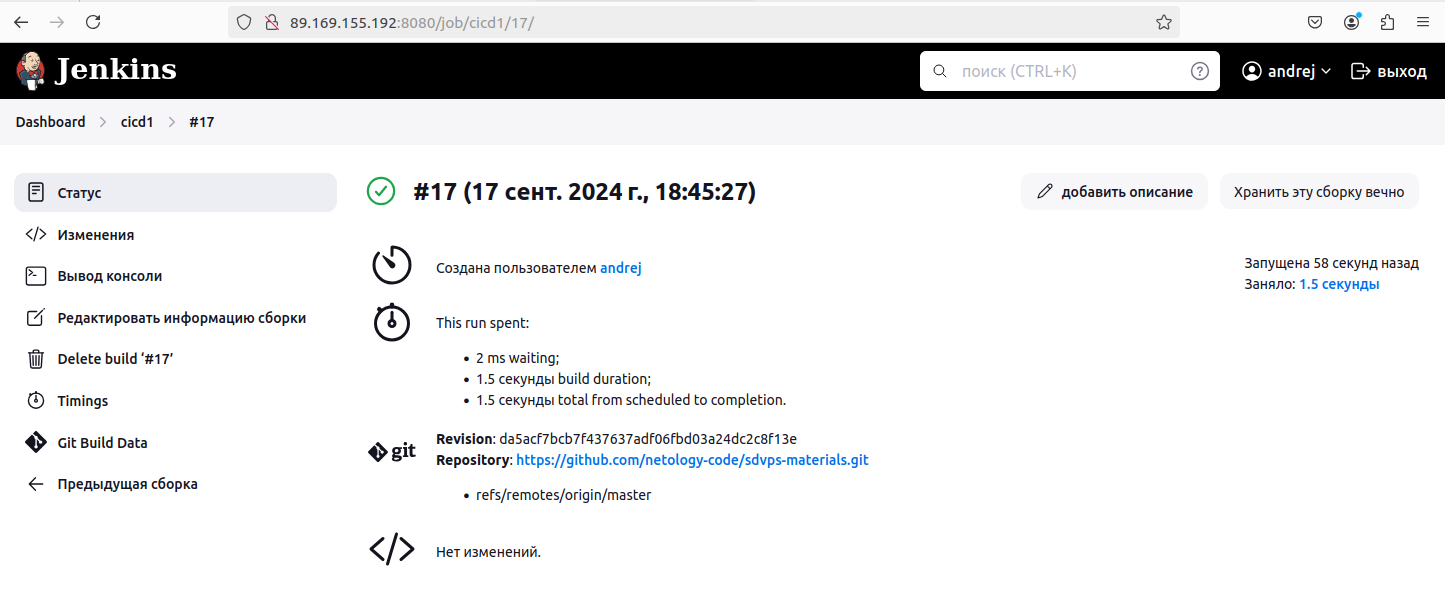 89.169.155.192:8080/job/cicd1/17/
Jenkins
поиск (CTRL+K)
andrej
выход
Dashboard
cicd1
#17
Статус
Изменения
Вывод консоли
Редактировать информацию сборки
Delete build ‘#17’
Timings
Git Build Data
Предыдущая сборка
#17 (17 сент. 2024 г., 18:45:27)
добавить описание
Хранить эту сборку вечно
Создана пользователем andrej
Запущена 58 секунд назад
Заняло: 1.5 секунды
This run spent:
2 ms waiting;
1.5 секунды build duration;
1.5 секунды total from scheduled to completion.
git
Revision: da5acf7bcb7f437637adf06fbd03a24dc2c8f13e
Repository: https://github.com/netology-code/sdvps-materials.git
refs/remotes/origin/master
Нет изменений.